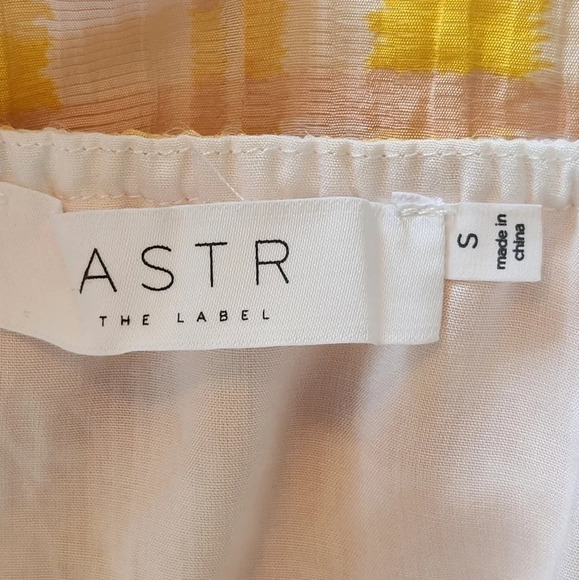 ASTR
THE LABEL
S
made in
china